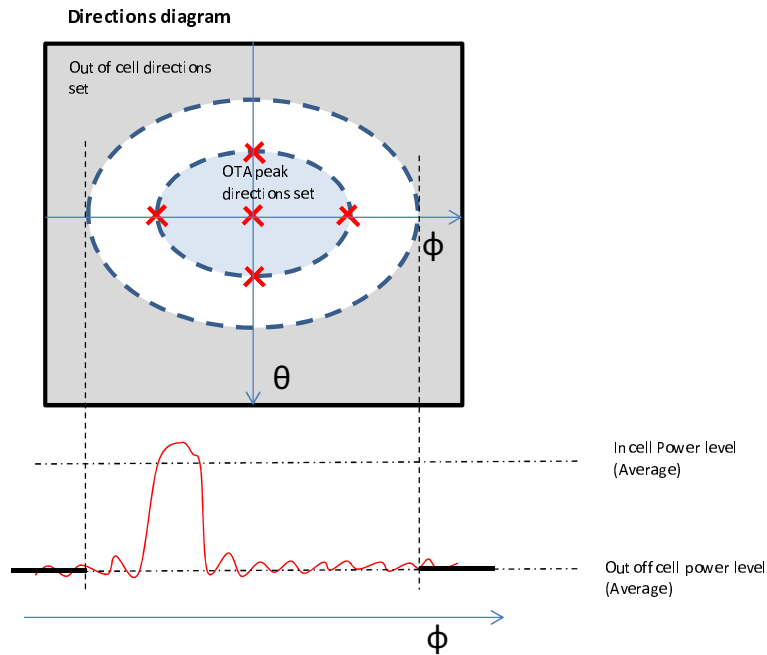 Directions diagram
Out of cell directions
set
OTA peak
directions set
ϕ
θ
In cell Power level
(Average)
Out off cell power level
(Average)
ϕ